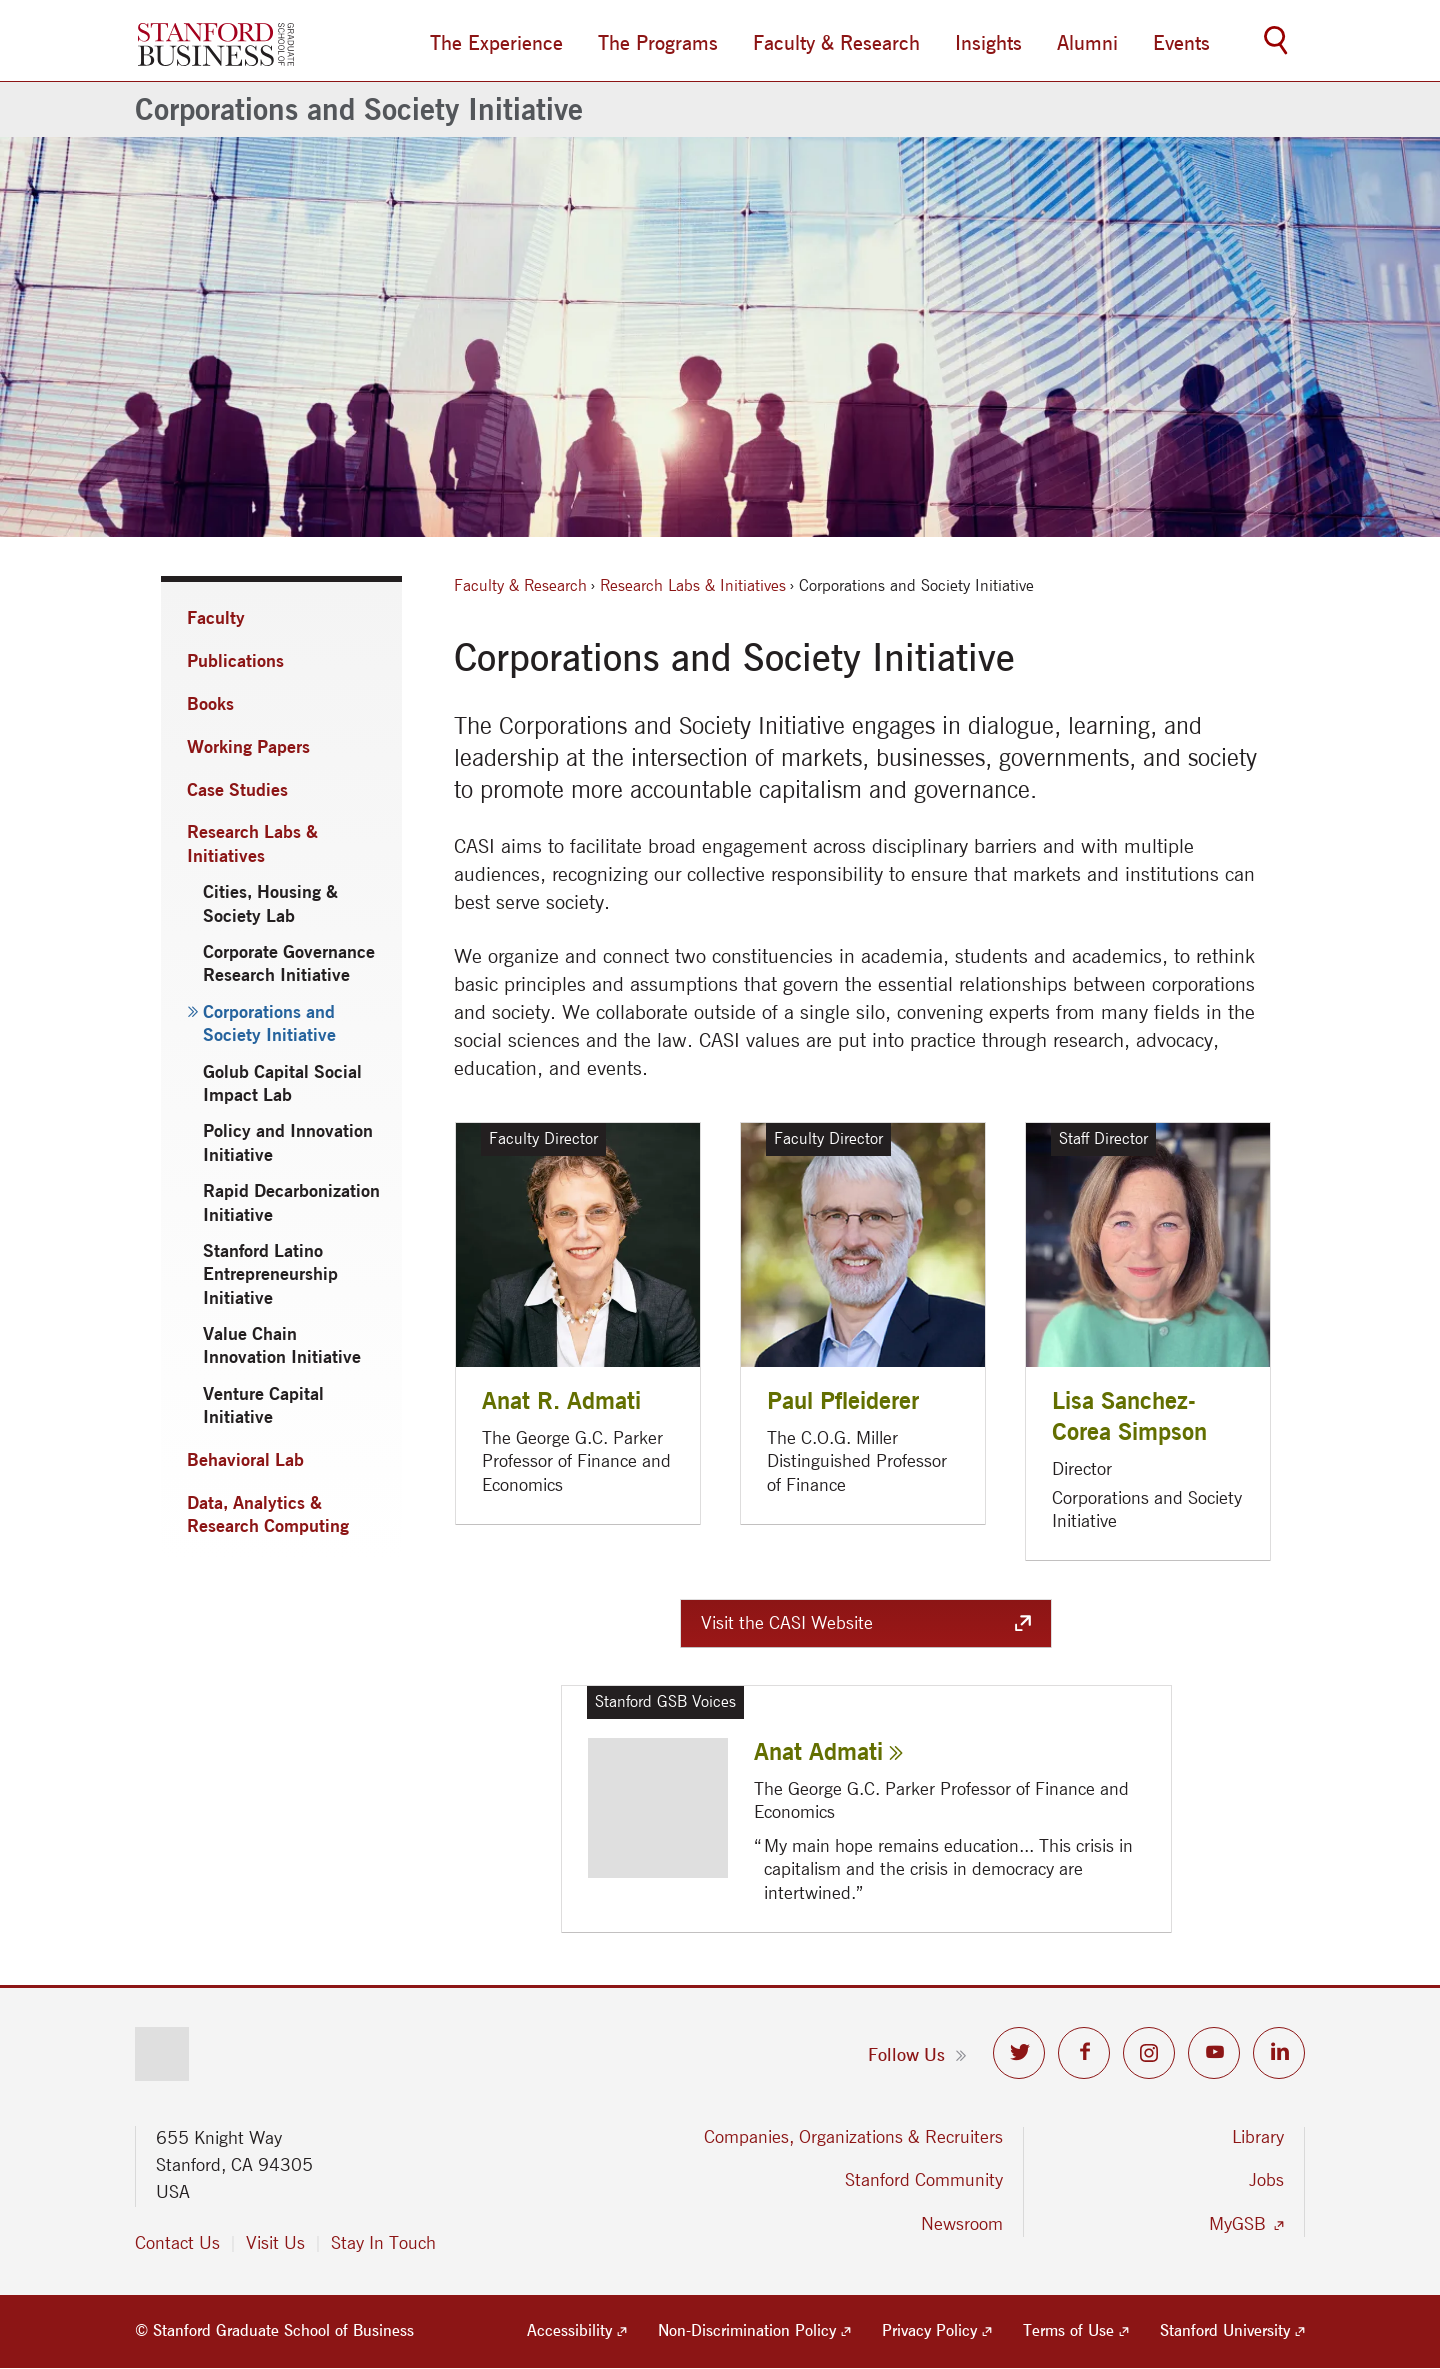 STANFORD
BUSINESS
GRADUATE
SCHOOL OF
The Experience
The Programs
Faculty & Research
Insights
Alumni
Events
Corporations and Society Initiative
Faculty
Publications
Books
Working Papers
Case Studies
Research Labs &
Initiatives
Cities, Housing &
Society Lab
Corporate Governance
Research Initiative
» Corporations and
Society Initiative
Golub Capital Social
Impact Lab
Policy and Innovation
Initiative
Rapid Decarbonization
Initiative
Stanford Latino
Entrepreneurship
Initiative
Value Chain
Innovation Initiative
Venture Capital
Initiative
Behavioral Lab
Data, Analytics &
Research Computing
Faculty & Research › Research Labs & Initiatives › Corporations and Society Initiative
Corporations and Society Initiative
The Corporations and Society Initiative engages in dialogue, learning, and
leadership at the intersection of markets, businesses, governments, and society
to promote more accountable capitalism and governance.
CASI aims to facilitate broad engagement across disciplinary barriers and with multiple
audiences, recognizing our collective responsibility to ensure that markets and institutions can
best serve society.
We organize and connect two constituencies in academia, students and academics, to rethink
basic principles and assumptions that govern the essential relationships between corporations
and society. We collaborate outside of a single silo, convening experts from many fields in the
social sciences and the law. CASI values are put into practice through research, advocacy,
education, and events.
Faculty Director
Anat R. Admati
The George G.C. Parker
Professor of Finance and
Economics
Faculty Director
Paul Pfleiderer
The C.O.G. Miller
Distinguished Professor
of Finance
Staff Director
Lisa Sanchez-
Corea Simpson
Director
Corporations and Society
Initiative
Visit the CASI Website
Stanford GSB Voices
Anat Admati »
The George G.C. Parker Professor of Finance and
Economics
“My main hope remains education... This crisis in
capitalism and the crisis in democracy are
intertwined.”
Follow Us »
655 Knight Way
Stanford, CA 94305
USA
Contact Us | Visit Us | Stay In Touch
Companies, Organizations & Recruiters
Stanford Community
Newsroom
Library
Jobs
MyGSB
© Stanford Graduate School of Business
Accessibility
Non-Discrimination Policy
Privacy Policy
Terms of Use
Stanford University